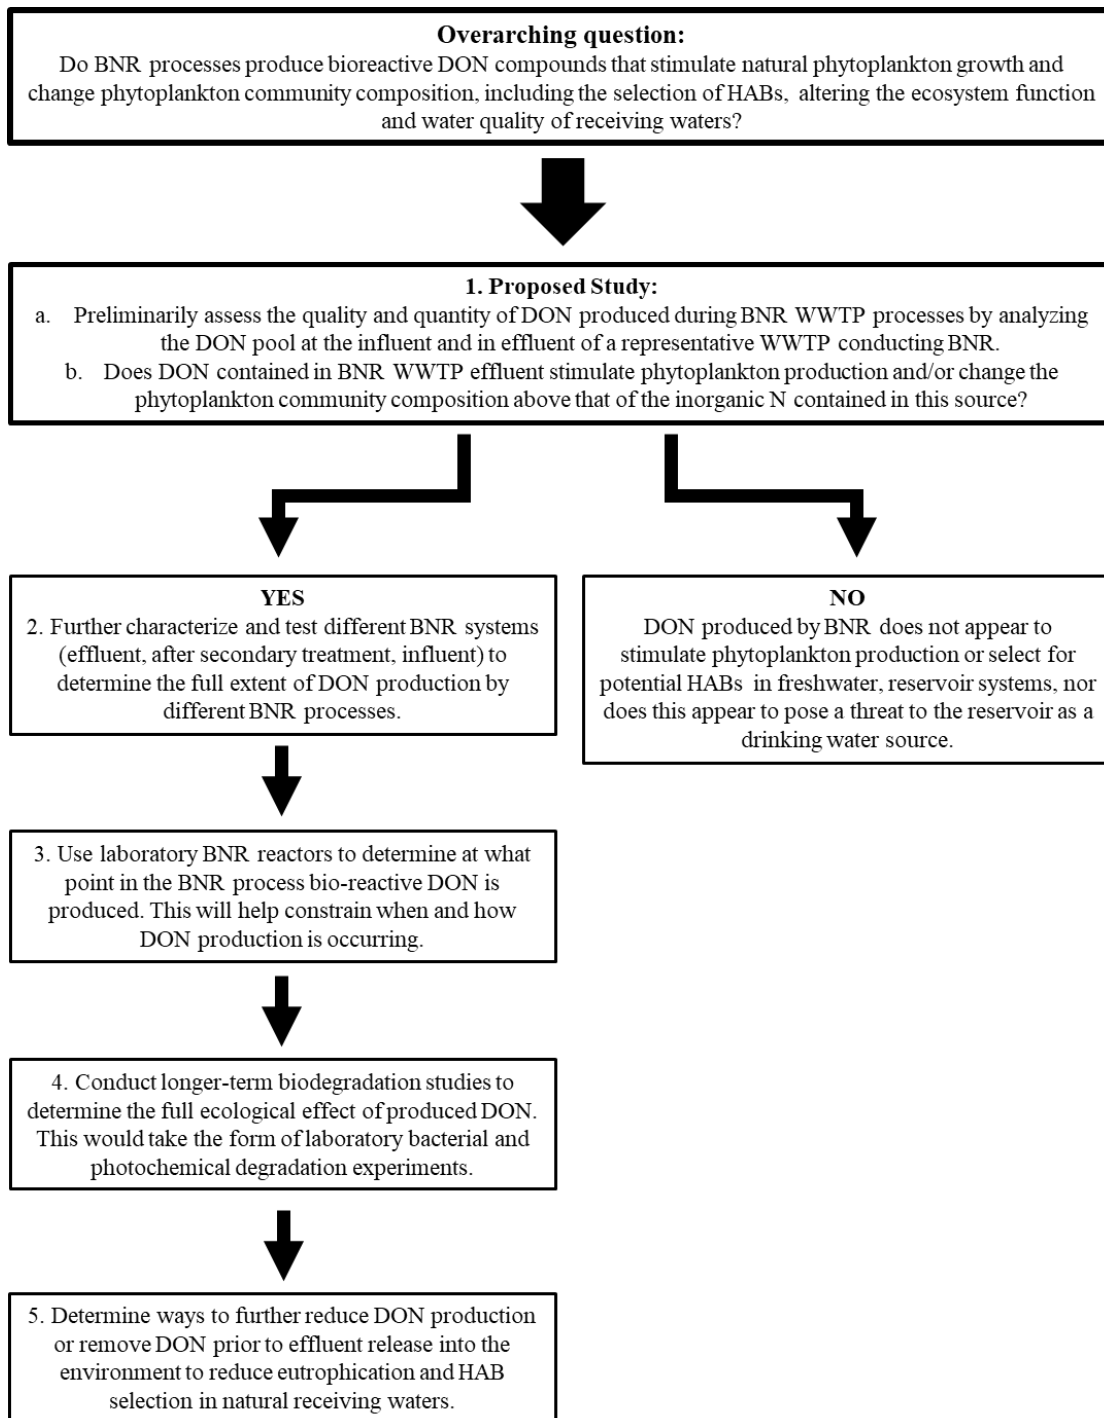 Overarching question:
Do BNR processes produce bioreactive DON compounds that stimulate natural phytoplankton growth and
change phytoplankton community composition, including the selection of HABs, altering the ecosystem function
and water quality of receiving waters?
1. Proposed Study:
a. Preliminarily assess the quality and quantity of DON produced during BNR WWTP processes by analyzing
the DON pool at the influent and in effluent of a representative WWTP conducting BNR.
b. Does DON contained in BNR WWTP effluent stimulate phytoplankton production and/or change the
phytoplankton community composition above that of the inorganic N contained in this source?
YES
2. Further characterize and test different BNR systems
(effluent, after secondary treatment, influent) to
determine the full extent of DON production by
different BNR processes.
NO
DON produced by BNR does not appear to
stimulate phytoplankton production or select for
potential HABs in freshwater, reservoir systems, nor
does this appear to pose a threat to the reservoir as a
drinking water source.
3. Use laboratory BNR reactors to determine at what
point in the BNR process bio-reactive DON is
produced. This will help constrain when and how
DON production is occurring.
4. Conduct longer-term biodegradation studies to
determine the full ecological effect of produced DON.
This would take the form of laboratory bacterial and
photochemical degradation experiments.
5. Determine ways to further reduce DON production
or remove DON prior to effluent release into the
environment to reduce eutrophication and HAB
selection in natural receiving waters.